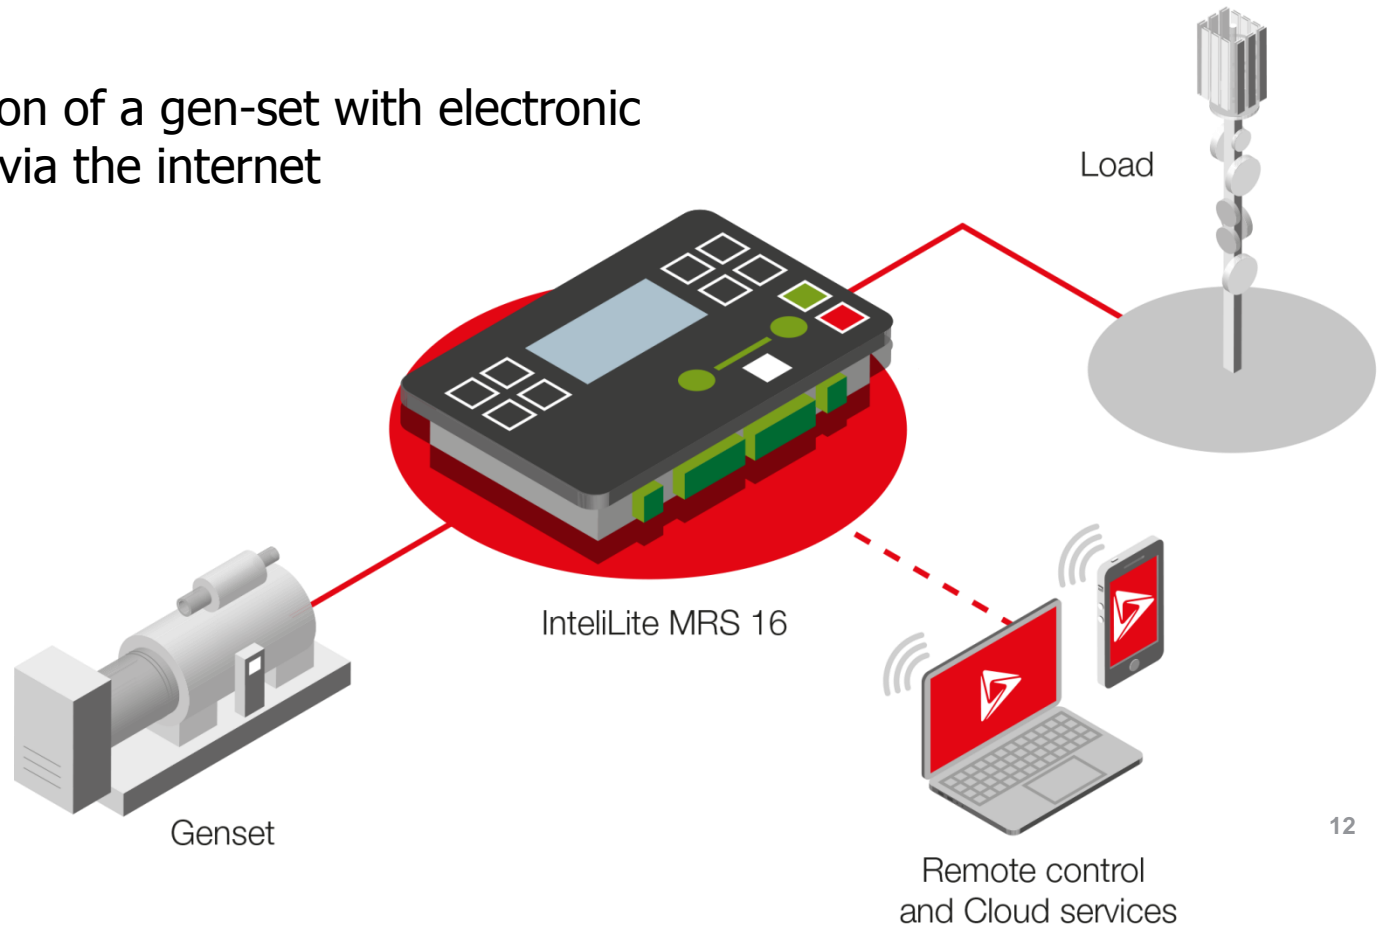 on of a gen-set with electronic
via the internet
Load
InteliLite MRS 16
Genset
12
Remote control
and Cloud services